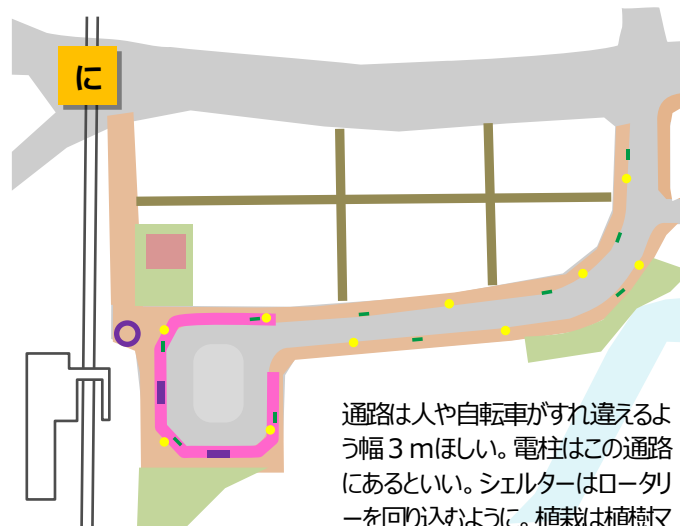 に
通路は人や自転車がすれ違えるよ
う幅３ｍほしい。電柱はこの通路
にあるといい。シェルターはロータリ
ーを回り込むように。植栽は植樹マ